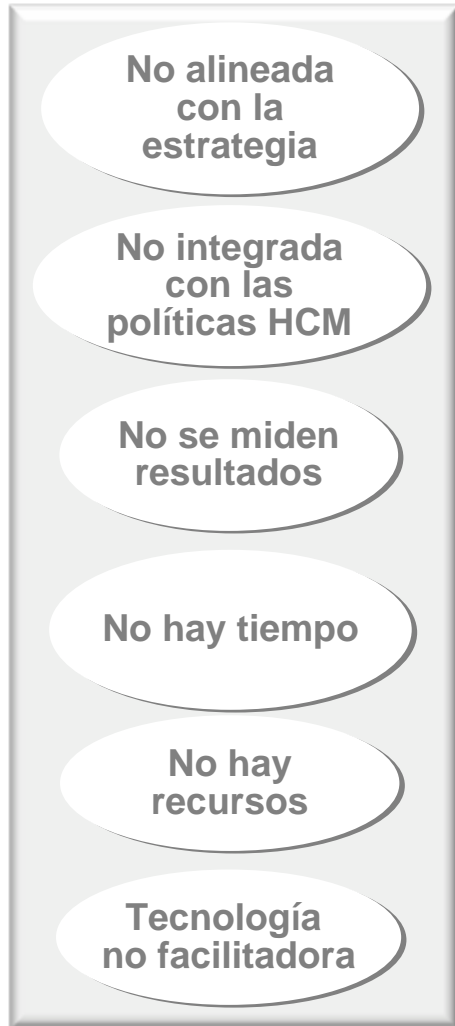 No alineada
con la
estrategia
No integrada
con las
políticas HCM
No se miden
resultados
No hay tiempo
No hay
recursos
Tecnología
no facilitadora